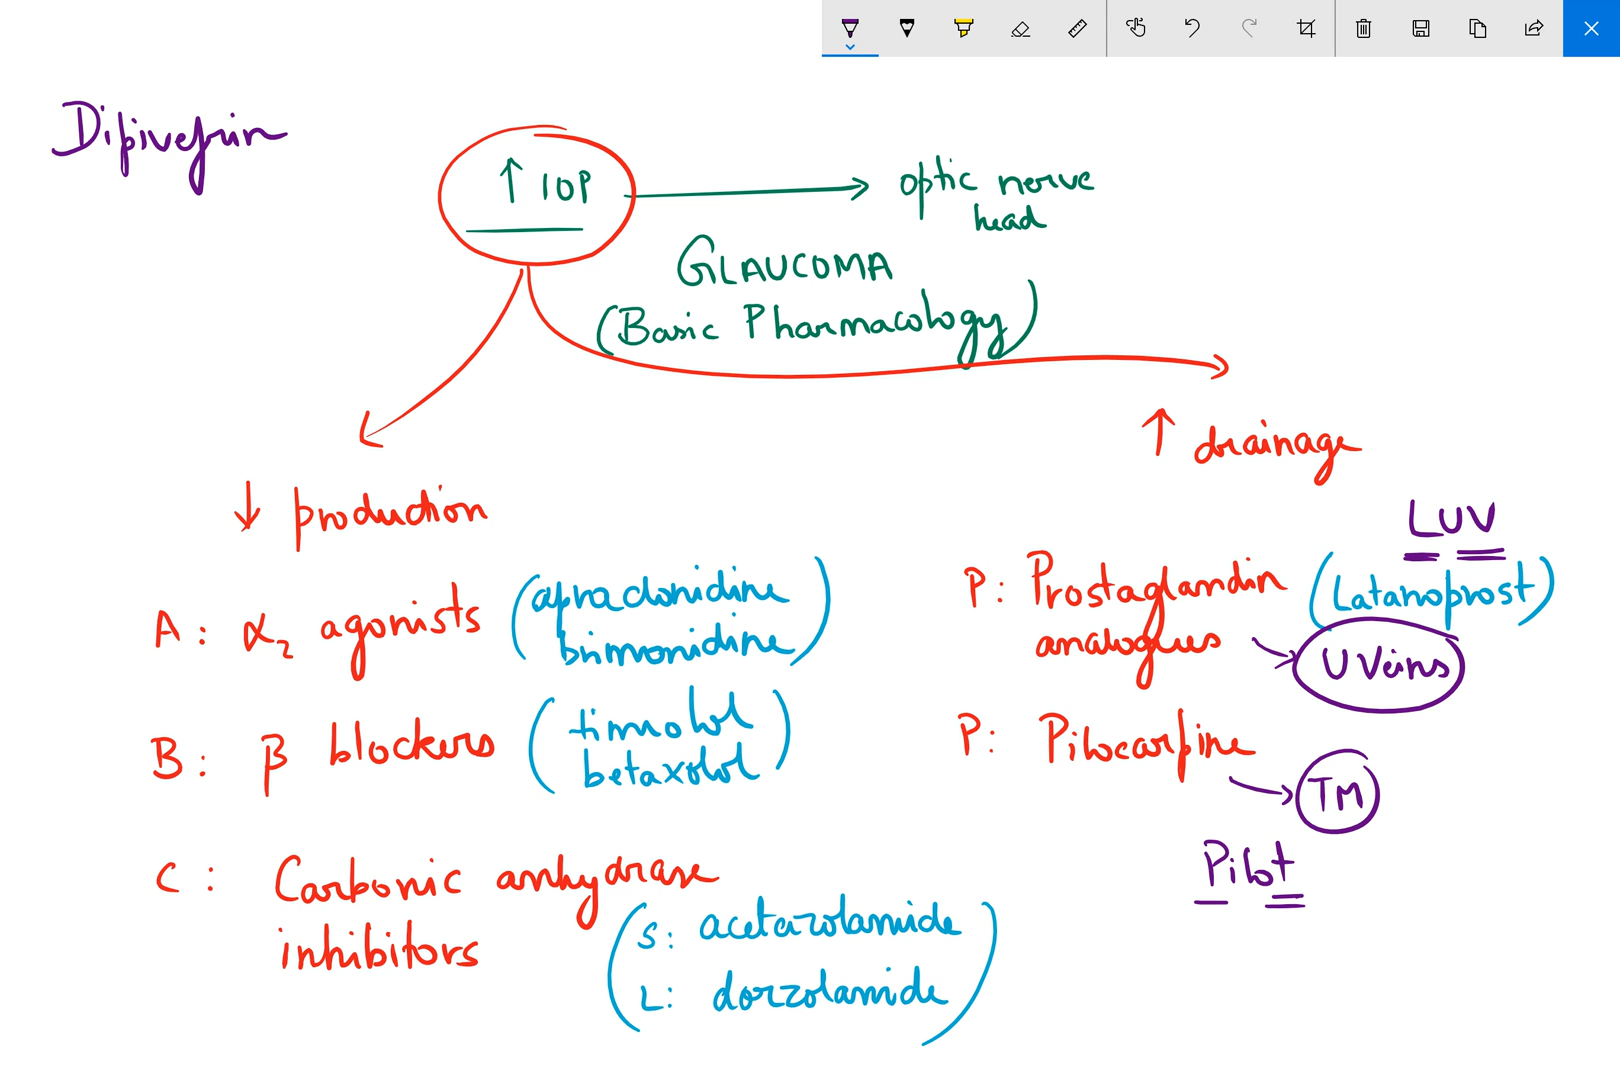 Dipivefrin
↑ IOP → optic nerve
head
GLAUCOMA
(Basic Pharmacology)
↑ drainage
↓ production
LUV
A: α₂ agonists (apraclonidine
brimonidine)
P: Prostaglandin (Latanoprost)
analogues → UVeins
B: β blockers (timolol
betaxolol)
P: Pilocarpine
→ TM
Pilot
C: Carbonic anhydrase
inhibitors
(S: acetazolamide
L: dorzolamide)